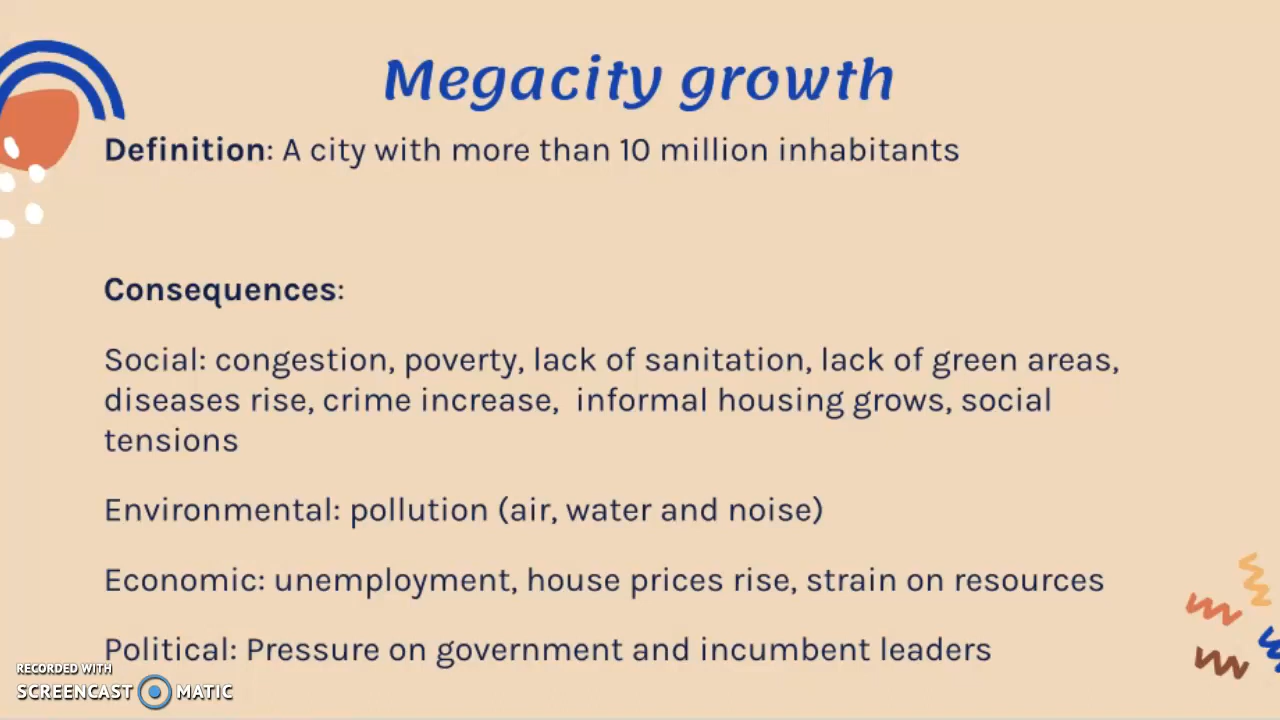 Megacity growth
Definition: A city with more than 10 million inhabitants
Consequences:
Social: congestion, poverty, lack of sanitation, lack of green areas,
diseases rise, crime increase,  informal housing grows, social
tensions
Environmental: pollution (air, water and noise)
Economic: unemployment, house prices rise, strain on resources
Political: Pressure on government and incumbent leaders
RECORDED WITH
SCREENCAST MATIC